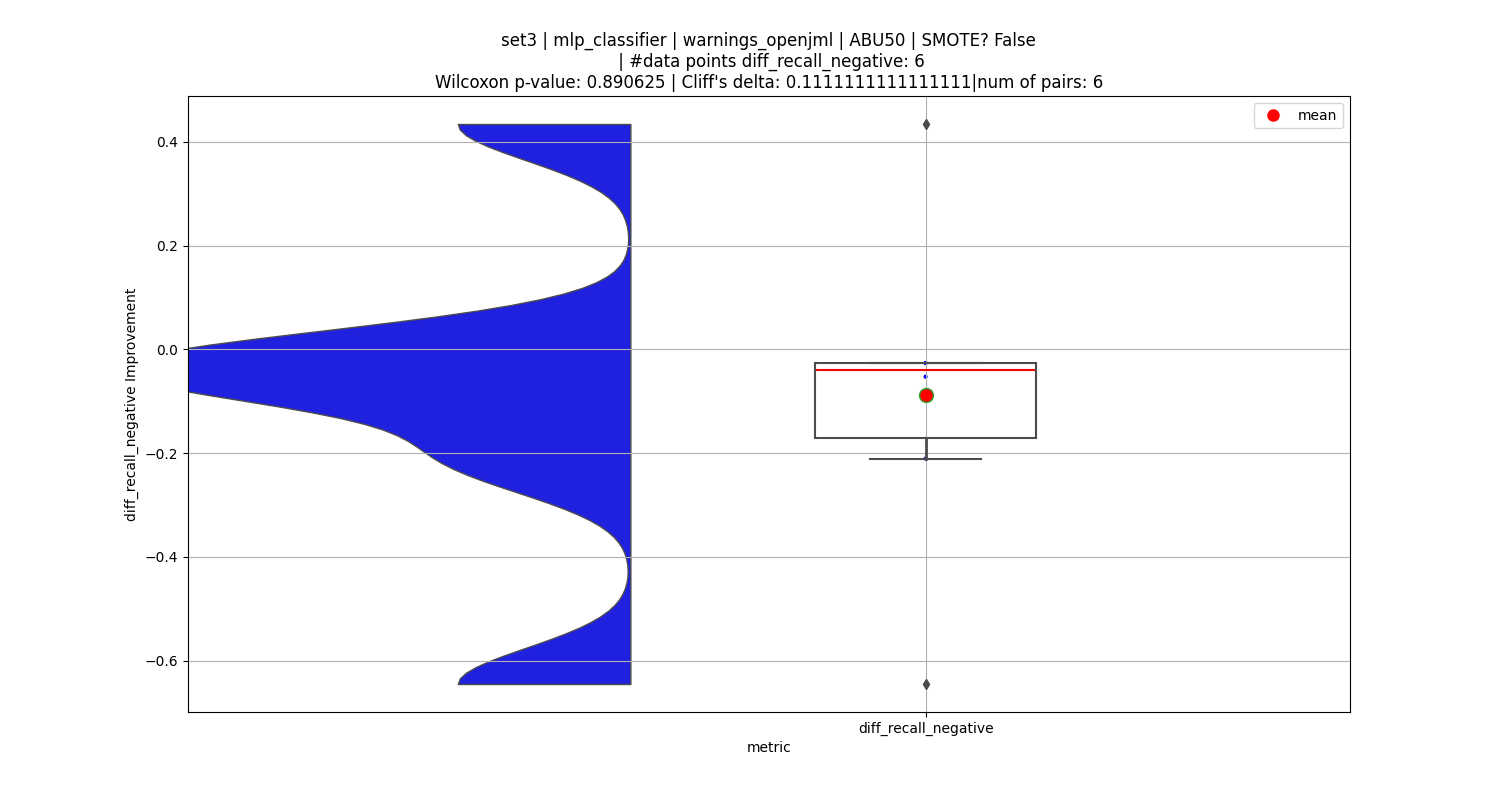 set3 | mlp_classifier | warnings_openjml | ABU50 | SMOTE? False
| #data points diff_recall_negative: 6
Wilcoxon p-value: 0.890625 | Cliff's delta: 0.1111111111111111|num of pairs: 6
mean
0.4
0.2
0.0
−0.2
−0.4
−0.6
diff_recall_negative Improvement
diff_recall_negative
metric